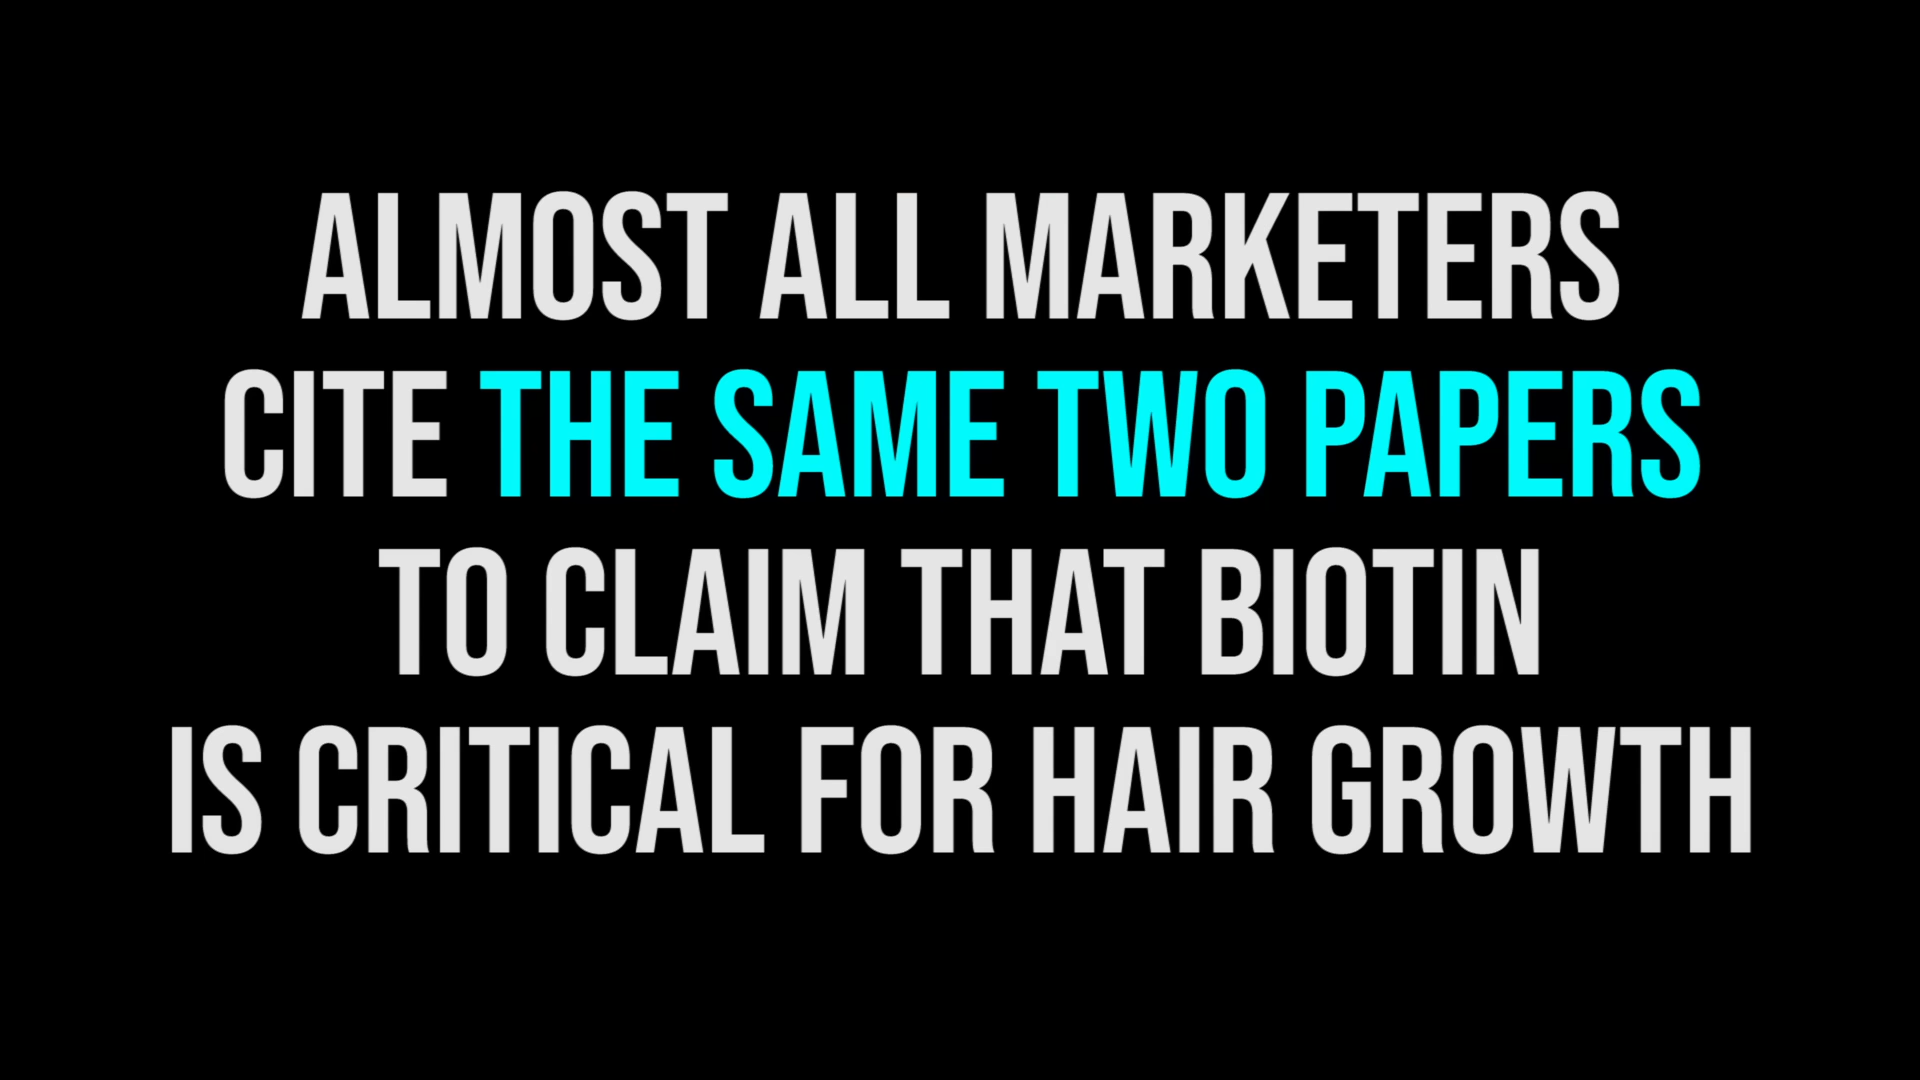 ALMOST ALL MARKETERS
CITE THE SAME TWO PAPERS
TO CLAIM THAT BIOTIN
IS CRITICAL FOR HAIR GROWTH